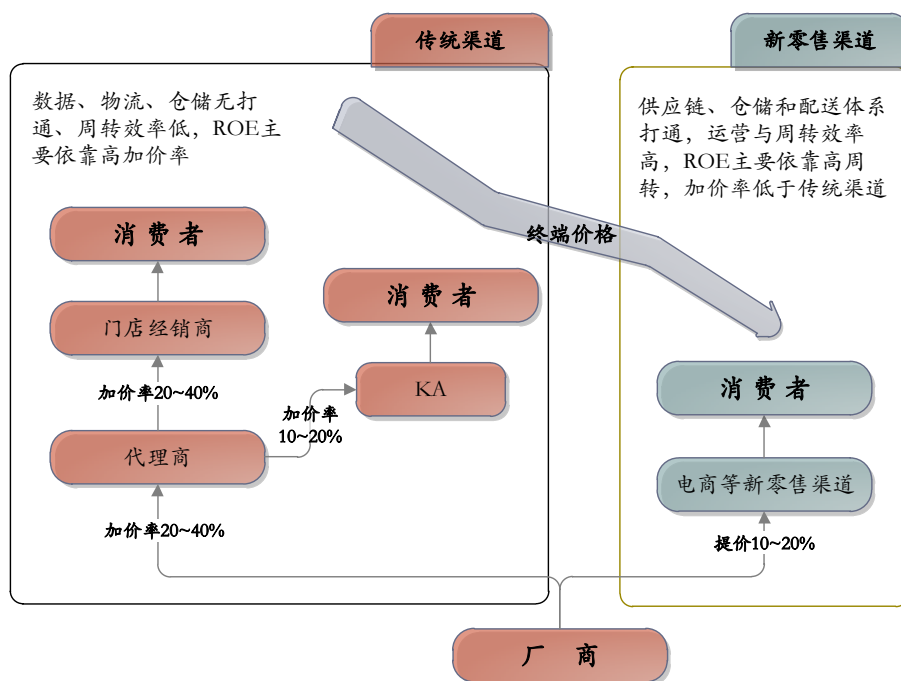 传统渠道
新零售渠道
数据、物流、仓储无打
通、周转效率低，ROE主
要依靠高加价率
供应链、仓储和配送体系
打通，运营与周转效率
高，ROE主要依靠高周
转，加价率低于传统渠道
终端价格
消 费 者
消 费 者
门店经销商
KA
消 费 者
加价率20~40%
加价率
10~20%
代理商
电商等新零售渠道
加价率20~40%
提价10~20%
厂 商